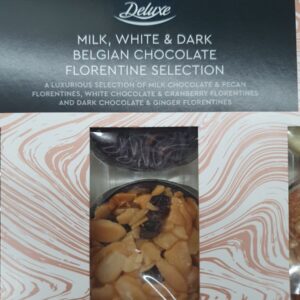 Deluxe
MILK, WHITE & DARK
BELGIAN CHOCOLATE
FLORENTINE SELECTION
A LUXURIOUS SELECTION OF MILK CHOCOLATE & PECAN
FLORENTINES, WHITE CHOCOLATE & CRANBERRY FLORENTINES
AND DARK CHOCOLATE & GINGER FLORENTINES